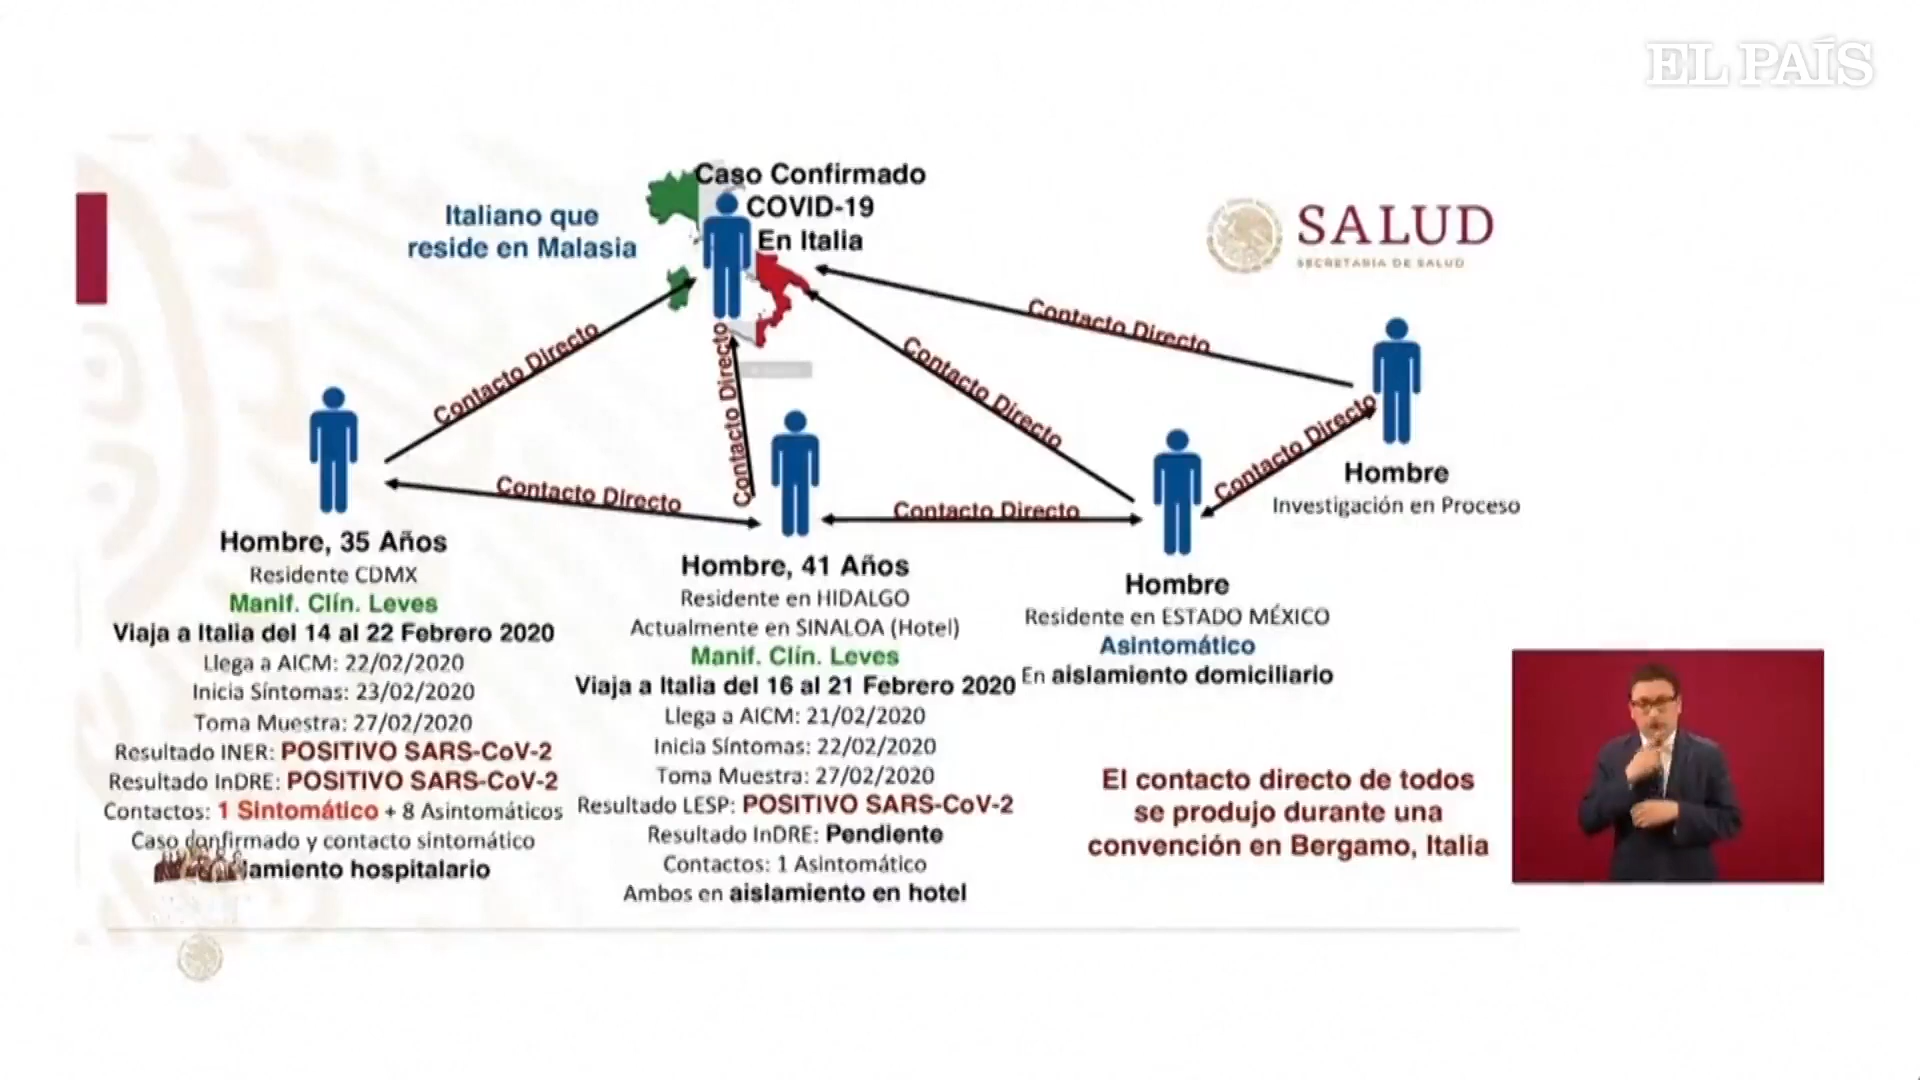 EL PAÍS
Caso Confirmado
COVID-19
En Italia
Italiano que
reside en Malasia
SALUD
SECRETARÍA DE SALUD
Contacto Directo
Contacto Directo
Contacto Directo
Contacto Directo
Contacto Directo
Contacto Directo
Contacto Directo
Hombre, 35 Años
Residente CDMX
Manif. Clín. Leves
Viaja a Italia del 14 al 22 Febrero 2020
Llega a AICM: 22/02/2020
Inicia Síntomas: 23/02/2020
Toma Muestra: 27/02/2020
Resultado INER: POSITIVO SARS-CoV-2
Resultado InDRE: POSITIVO SARS-CoV-2
Contactos: 1 Sintomático + 8 Asintomáticos
Caso confirmado y contacto sintomático
hospitalario
Hombre, 41 Años
Residente en HIDALGO
Actualmente en SINALOA (Hotel)
Manif. Clín. Leves
Viaja a Italia del 16 al 21 Febrero 2020
Llega a AICM: 21/02/2020
Inicia Síntomas: 22/02/2020
Toma Muestra: 27/02/2020
Resultado LESP: POSITIVO SARS-CoV-2
Resultado InDRE: Pendiente
Contactos: 1 Asintomático
Ambos en aislamiento en hotel
Hombre
Residente en ESTADO MÉXICO
Asintomático
En aislamiento domiciliario
Hombre
Investigación en Proceso
El contacto directo de todos
se produjo durante una
convención en Bergamo, Italia